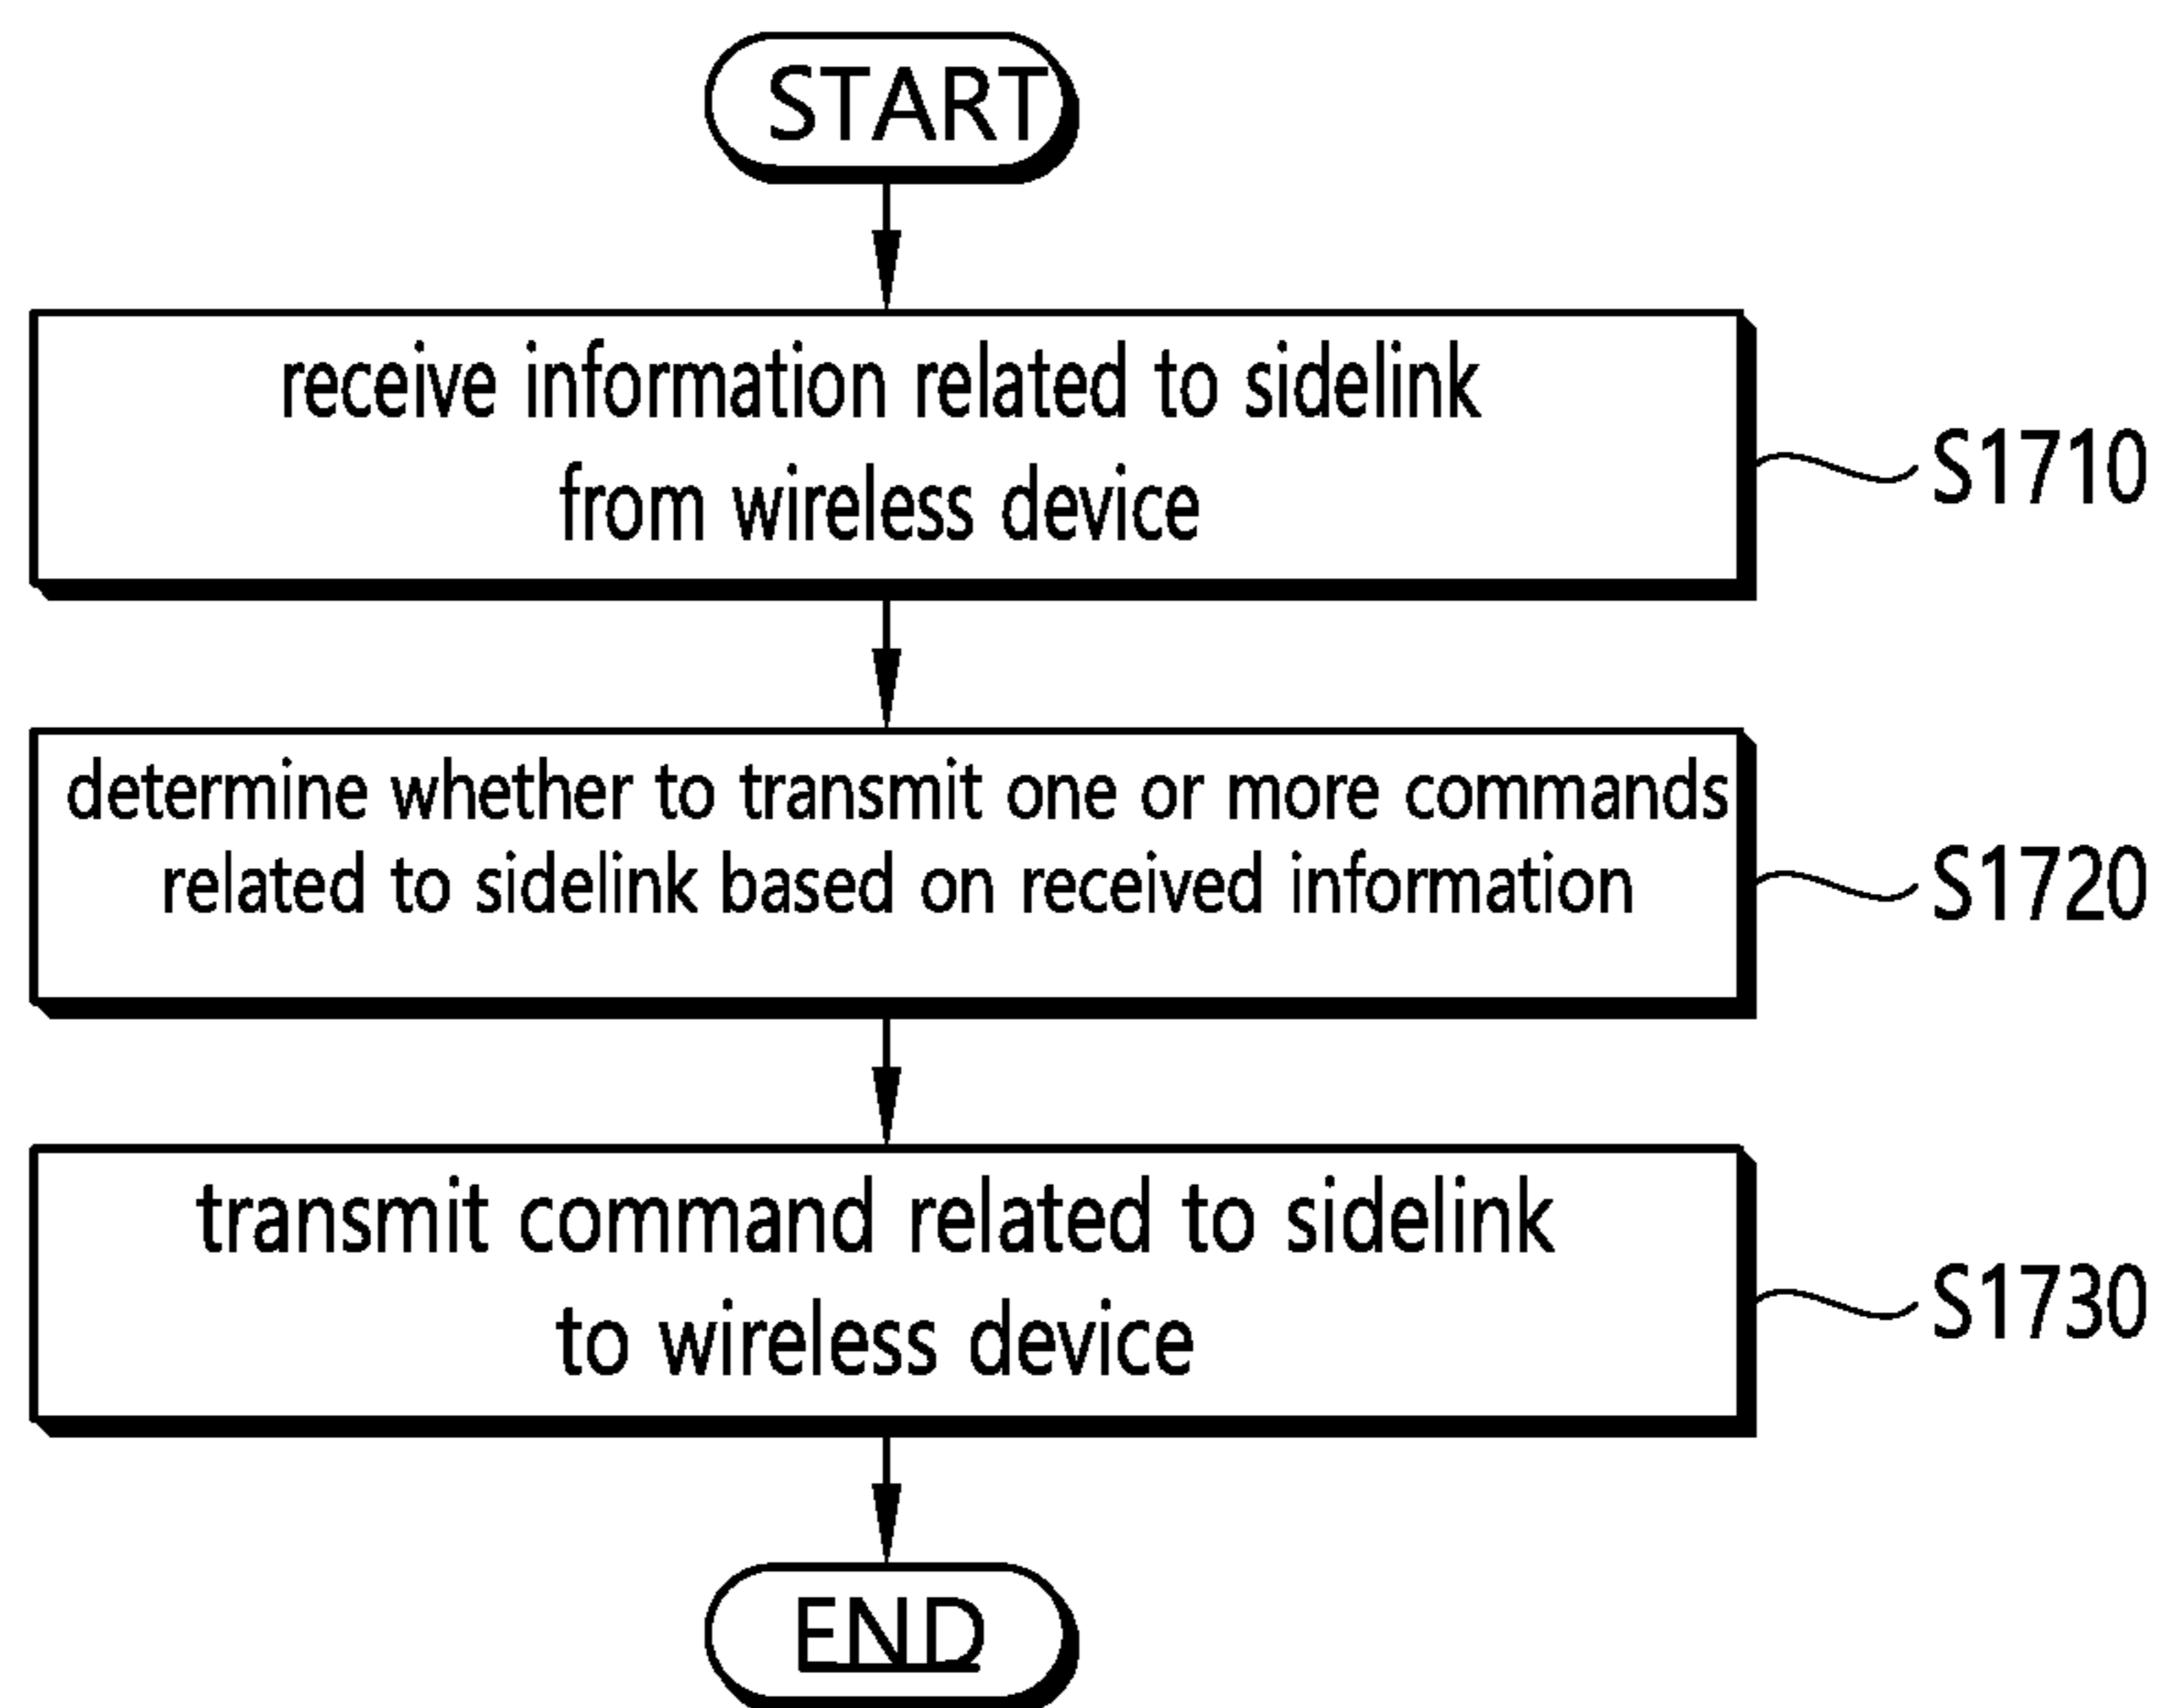 START
receive information related to sidelink
from wireless device
S1710
determine whether to transmit one or more commands
related to sidelink based on received information
S1720
transmit command related to sidelink
to wireless device
S1730
END